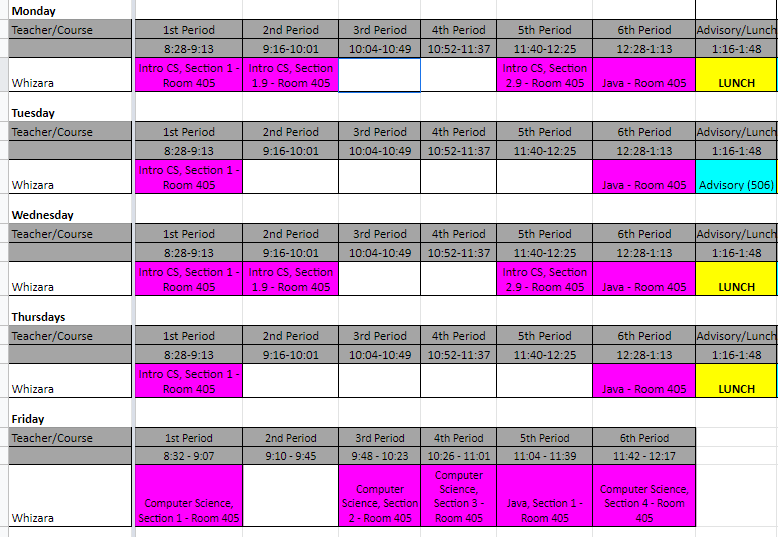 Monday
Teacher/Course 1st Period 2nd Period 3rd Period 4th Period 5th Period 6th Period Advisory/Lunch
8:28-9:13 9:16-10:01 10:04-10:49 10:52-11:37 11:40-12:25 12:28-1:13 1:16-1:48
Whizara Intro CS, Section 1 - Room 405 Intro CS, Section 1.9 - Room 405 Intro CS, Section 2.9 - Room 405 Java - Room 405 LUNCH
Tuesday
Teacher/Course 1st Period 2nd Period 3rd Period 4th Period 5th Period 6th Period Advisory/Lunch
8:28-9:13 9:16-10:01 10:04-10:49 10:52-11:37 11:40-12:25 12:28-1:13 1:16-1:48
Whizara Intro CS, Section 1 - Room 405 Java - Room 405 Advisory (506)
Wednesday
Teacher/Course 1st Period 2nd Period 3rd Period 4th Period 5th Period 6th Period Advisory/Lunch
8:28-9:13 9:16-10:01 10:04-10:49 10:52-11:37 11:40-12:25 12:28-1:13 1:16-1:48
Whizara Intro CS, Section 1 - Room 405 Intro CS, Section 1.9 - Room 405 Intro CS, Section 2.9 - Room 405 Java - Room 405 LUNCH
Thursdays
Teacher/Course 1st Period 2nd Period 3rd Period 4th Period 5th Period 6th Period Advisory/Lunch
8:28-9:13 9:16-10:01 10:04-10:49 10:52-11:37 11:40-12:25 12:28-1:13 1:16-1:48
Whizara Intro CS, Section 1 - Room 405 Java - Room 405 LUNCH
Friday
Teacher/Course 1st Period 2nd Period 3rd Period 4th Period 5th Period 6th Period
8:32 - 9:07 9:10 - 9:45 9:48 - 10:23 10:26 - 11:01 11:04 - 11:39 11:42 - 12:17
Whizara Computer Science, Section 1 - Room 405 Computer Science, Section 2 - Room 405 Computer Science, Section 3 - Room 405 Java, Section 1 - Room 405 Computer Science, Section 4 - Room 405